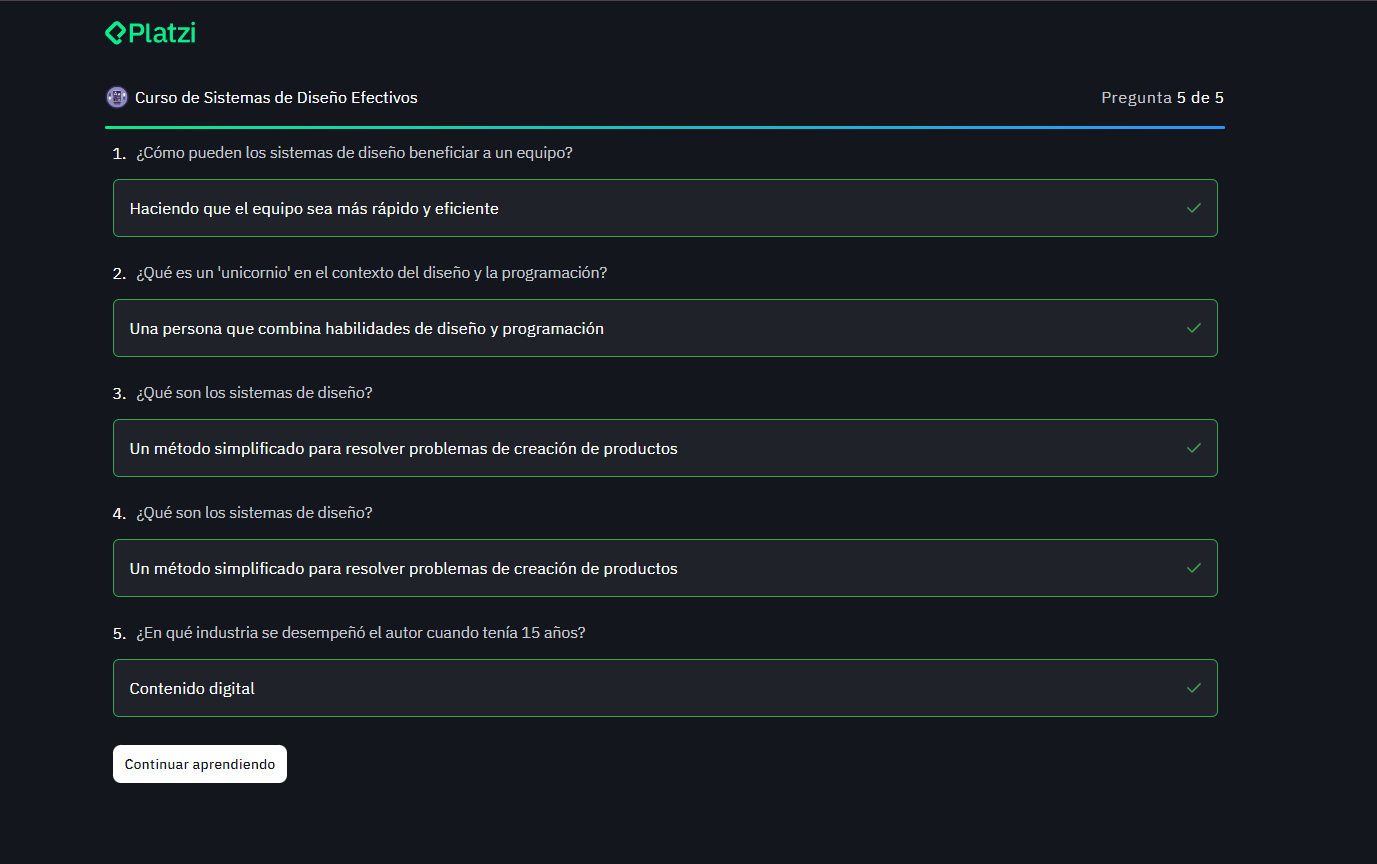 Platzi
Curso de Sistemas de Diseño Efectivos
Pregunta 5 de 5
1. ¿Cómo pueden los sistemas de diseño beneficiar a un equipo?
Haciendo que el equipo sea más rápido y eficiente
2. ¿Qué es un 'unicornio' en el contexto del diseño y la programación?
Una persona que combina habilidades de diseño y programación
3. ¿Qué son los sistemas de diseño?
Un método simplificado para resolver problemas de creación de productos
4. ¿Qué son los sistemas de diseño?
Un método simplificado para resolver problemas de creación de productos
5. ¿En qué industria se desempeñó el autor cuando tenía 15 años?
Contenido digital
Continuar aprendiendo